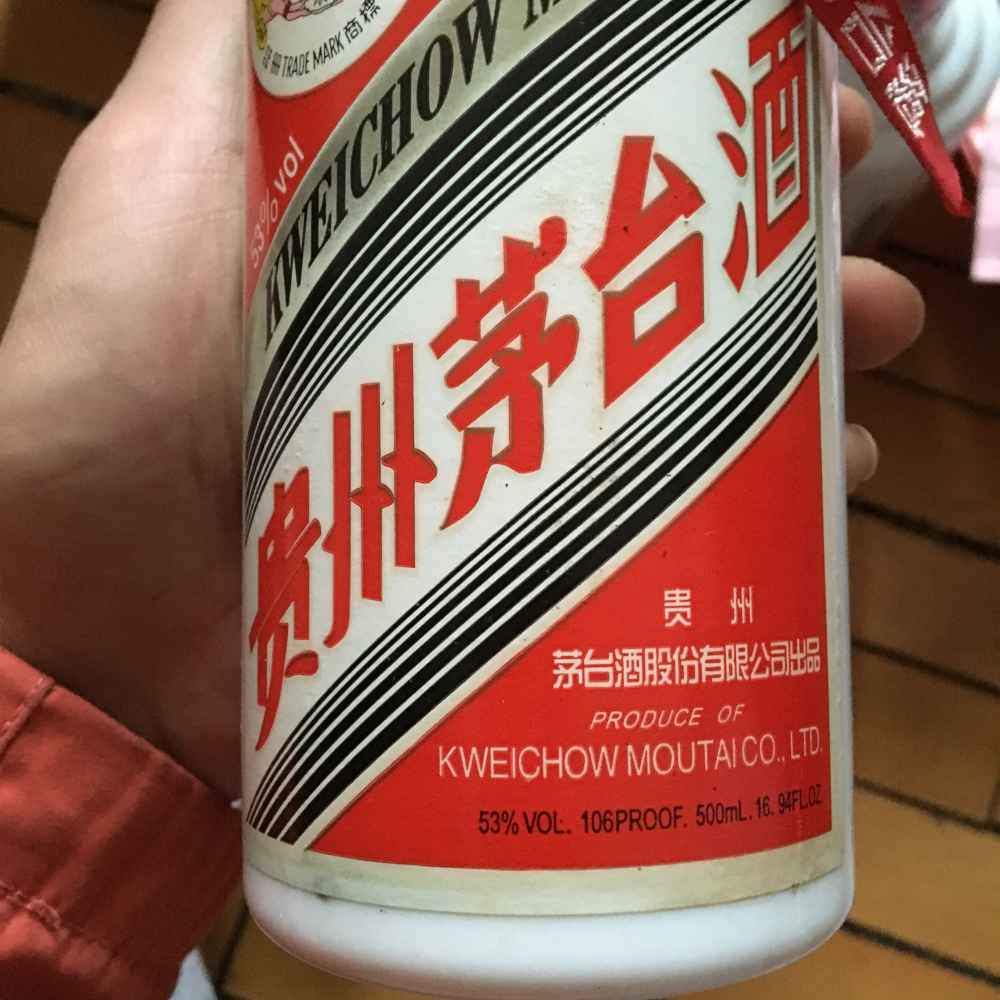 TRADE MARK 商標
53% VOL
KWEICHOW
贵州茅台酒
贵州
茅台酒股份有限公司出品
PRODUCE OF
KWEICHOW MOUTAI CO., LTD.
53% VOL. 106PROOF. 500mL. 16. 94FL.OZ